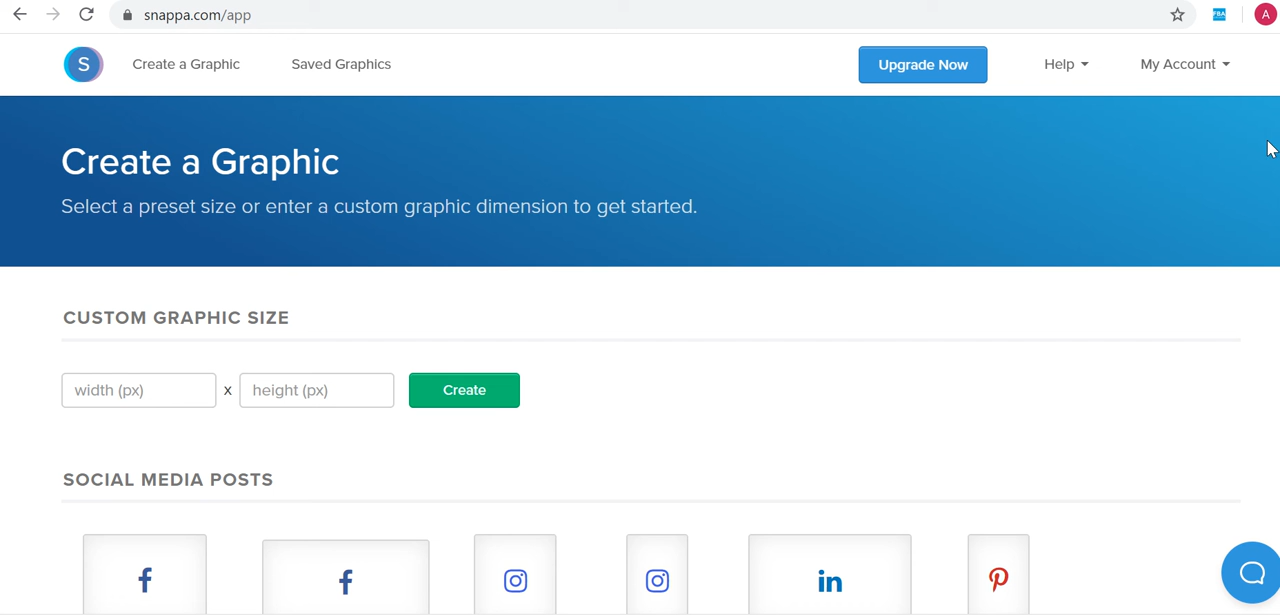 snappa.com/app
FBA
A
S
Create a Graphic
Saved Graphics
Upgrade Now
Help
My Account
Create a Graphic
Select a preset size or enter a custom graphic dimension to get started.
CUSTOM GRAPHIC SIZE
width (px) x height (px) Create
SOCIAL MEDIA POSTS
f
f
in